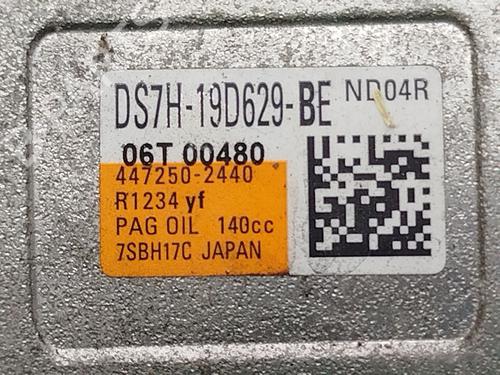 DS7H-19D629-BE ND04R
06T 00480
447250-2440
R1234 yf
PAG OIL 140cc
7SBH17C JAPAN